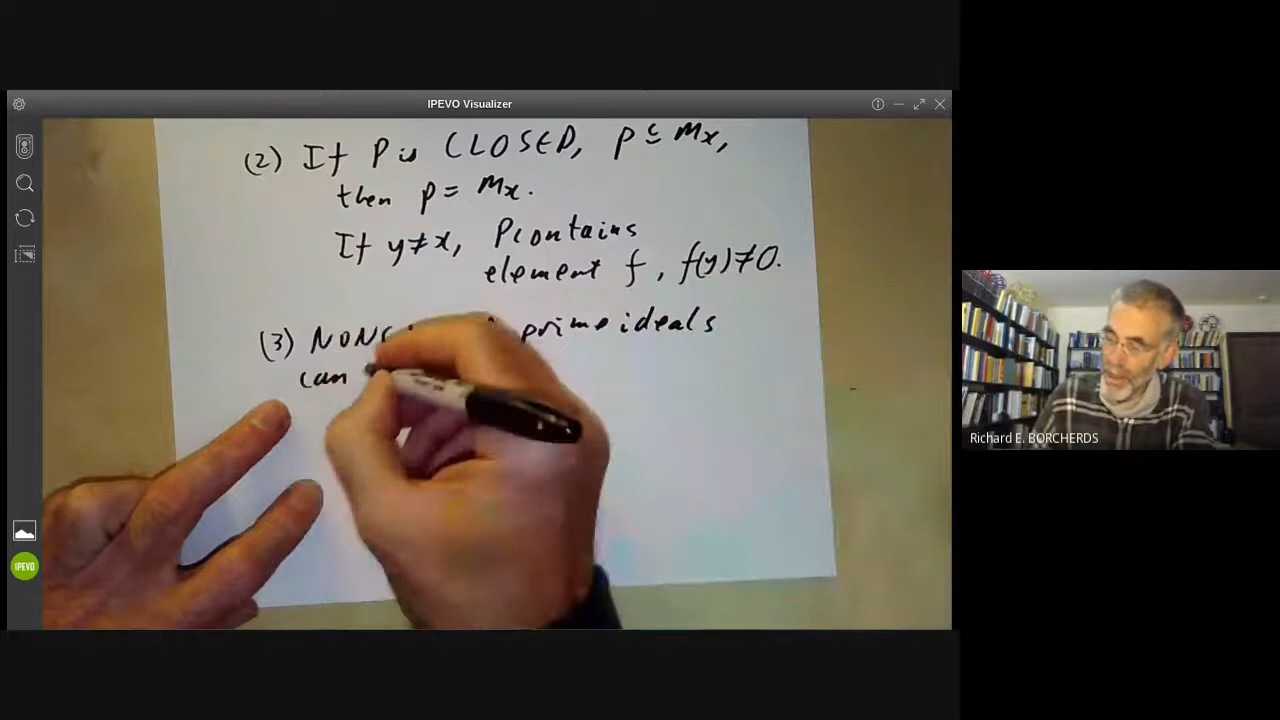 IPEVO Visualizer
(2) If P is CLOSED, p ⊆ mx,
then p = mx.
If y≠x, P contains
element f, f(y)≠0.
(3) prime ideals
can
Richard E. BORCHERDS
IPEVO